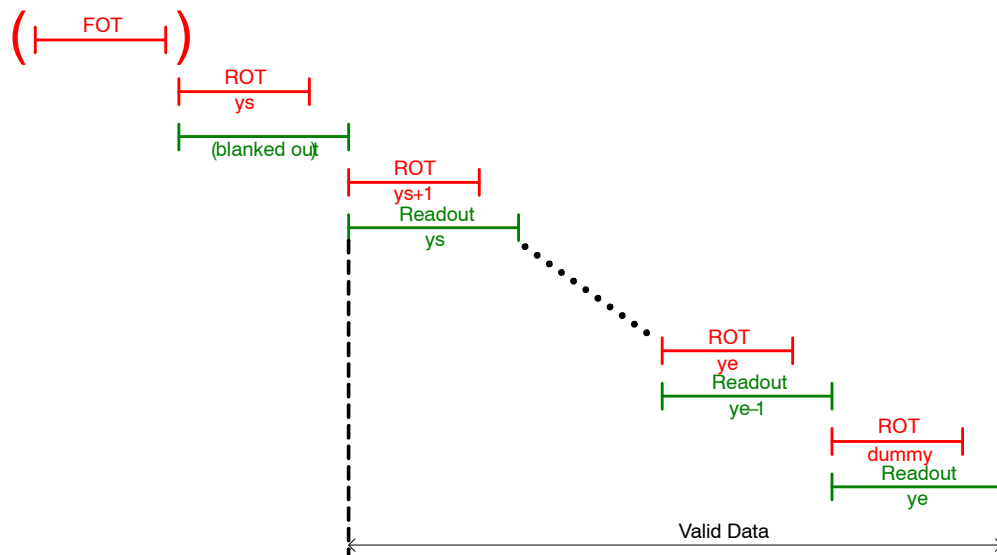 ( FOT )
ROT
ys
(blanked out)
ROT
ys+1
Readout
ys
ROT
ye
Readout
ye–1
ROT
dummy
Readout
ye
Valid Data